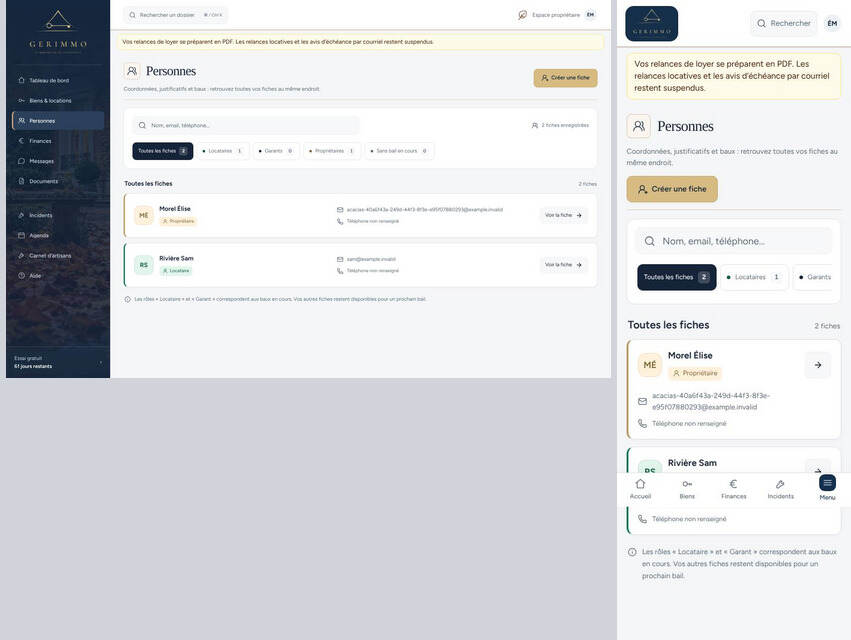 GERIMMO
Tableau de bord
Biens & locations
Personnes
Finances
Messages
Documents
Incidents
Agenda
Carnet d'artisans
Aide
Essai gratuit
61 jours restants
Rechercher un dossier
Espace propriétaire
ÉM
Vos relances de loyer se préparent en PDF. Les relances locatives et les avis d'échéance par courriel restent suspendus.
Personnes
Coordonnées, justificatifs et baux : retrouvez toutes vos fiches au même endroit.
Créer une fiche
Nom, email, téléphone...
2 fiches enregistrées
Toutes les fiches 2
Locataires 1
Garants 0
Propriétaires 1
Sans bail en cours 0
Toutes les fiches
2 fiches
MÉ
Morel Élise
Propriétaire
acacias-40a6f43a-249d-44f3-8f3e-e95f07880293@example.invalid
Téléphone non renseigné
Voir la fiche
RS
Rivière Sam
Locataire
sam@example.invalid
Téléphone non renseigné
Voir la fiche
Les rôles « Locataire » et « Garant » correspondent aux baux en cours. Vos autres fiches restent disponibles pour un prochain bail.
GERIMMO
Rechercher
ÉM
Vos relances de loyer se préparent en PDF. Les
relances locatives et les avis d'échéance par courriel
restent suspendus.
Personnes
Coordonnées, justificatifs et baux : retrouvez toutes vos fiches au
même endroit.
Créer une fiche
Nom, email, téléphone...
Toutes les fiches 2
Locataires 1
Garants
Toutes les fiches
2 fiches
MÉ
Morel Élise
Propriétaire
acacias-40a6f43a-249d-44f3-8f3e-
e95f07880293@example.invalid
Téléphone non renseigné
RS
Rivière Sam
Accueil
Biens
Finances
Incidents
Menu
Téléphone non renseigné
Les rôles « Locataire » et « Garant » correspondent aux baux
en cours. Vos autres fiches restent disponibles pour un
prochain bail.